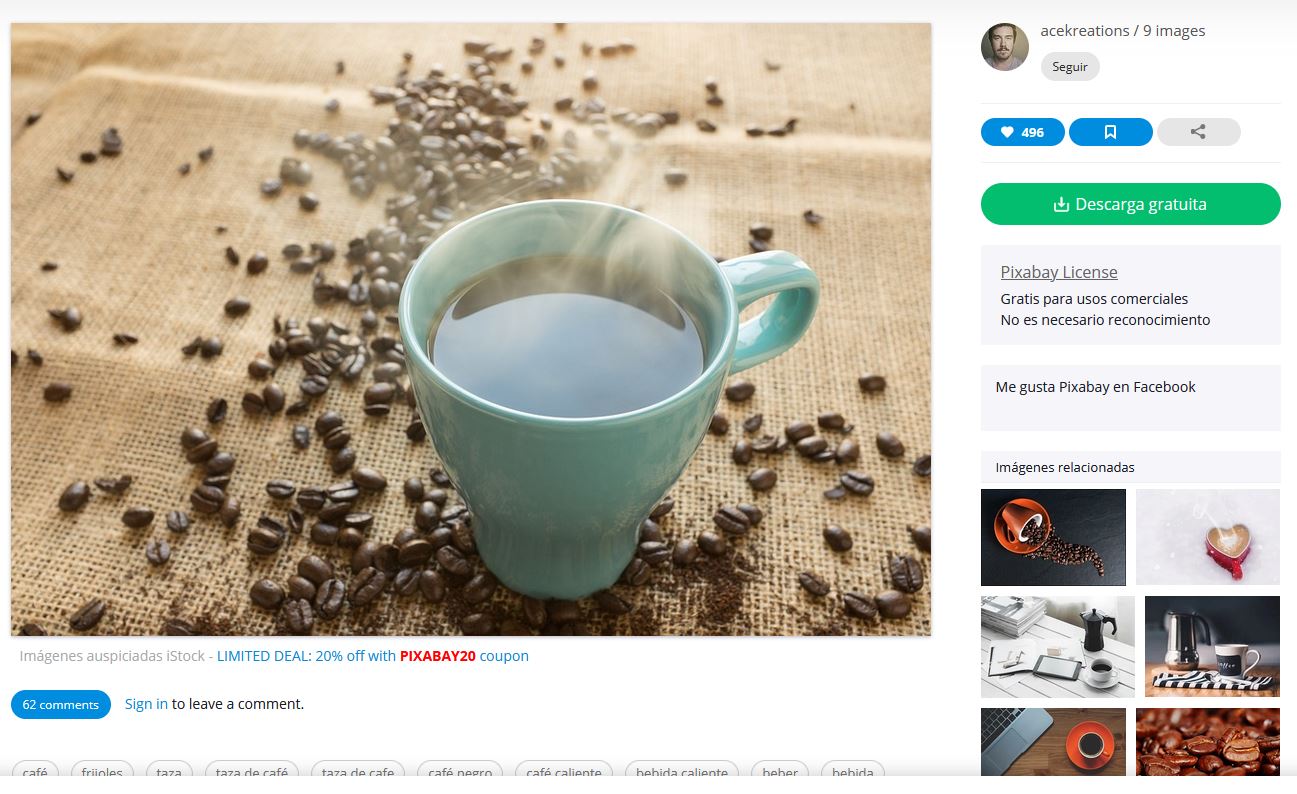 acekreations / 9 images
Seguir
496
Descarga gratuita
Pixabay License
Gratis para usos comerciales
No es necesario reconocimiento
Me gusta Pixabay en Facebook
Imágenes relacionadas
Imágenes auspiciadas iStock - LIMITED DEAL: 20% off with PIXABAY20 coupon
62 comments
Sign in to leave a comment.
café frijoles taza taza de café taza de cafe café negro café caliente bebida caliente beber bebida